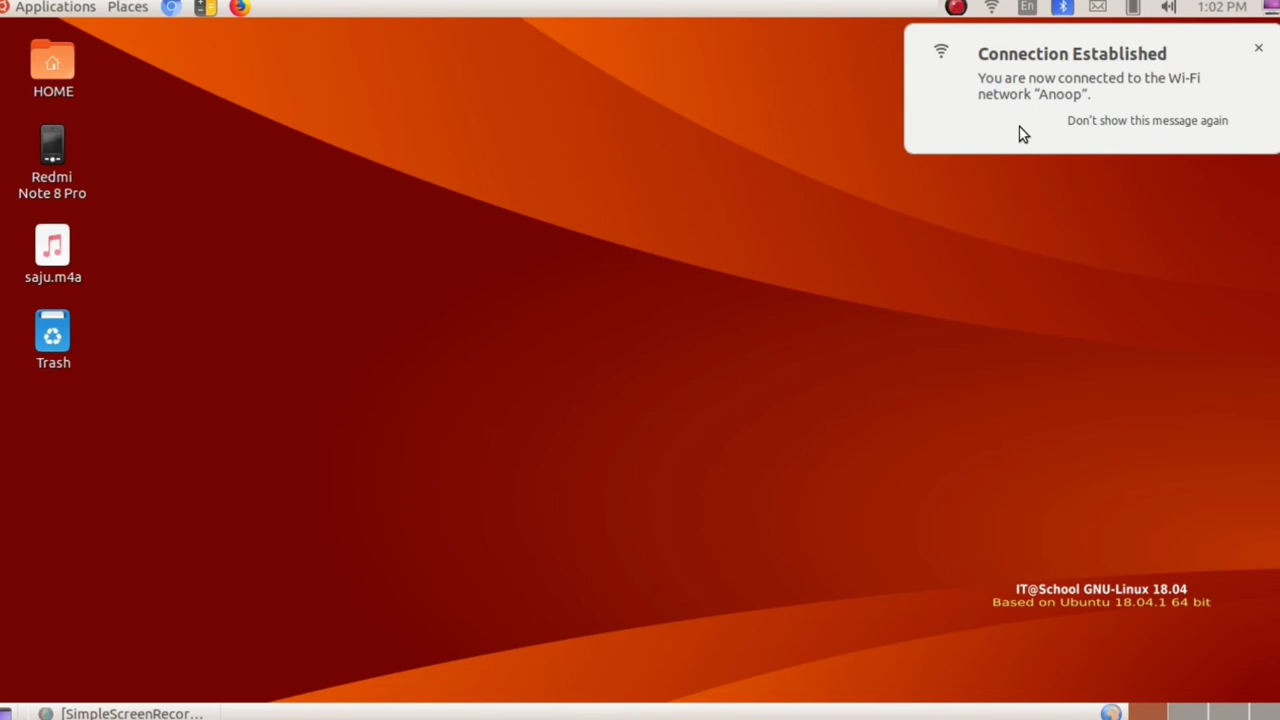 Applications Places
En
1:02 PM
Connection Established
You are now connected to the Wi-Fi
network “Anoop”.
Don't show this message again
HOME
Redmi
Note 8 Pro
saju.m4a
Trash
IT@School GNU-Linux 18.04
Based on Ubuntu 18.04.1 64 bit
[SimpleScreenRecor...